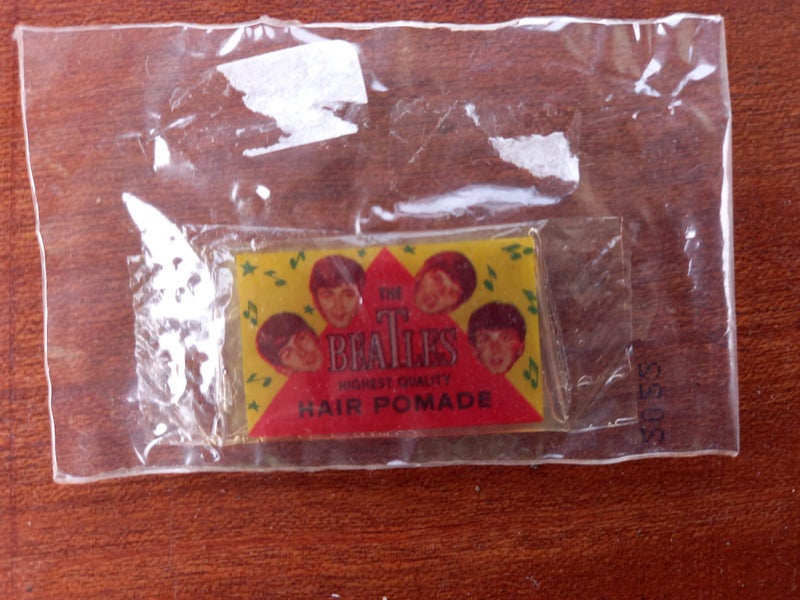 THE
BEATLES
HIGHEST QUALITY
HAIR POMADE
3055